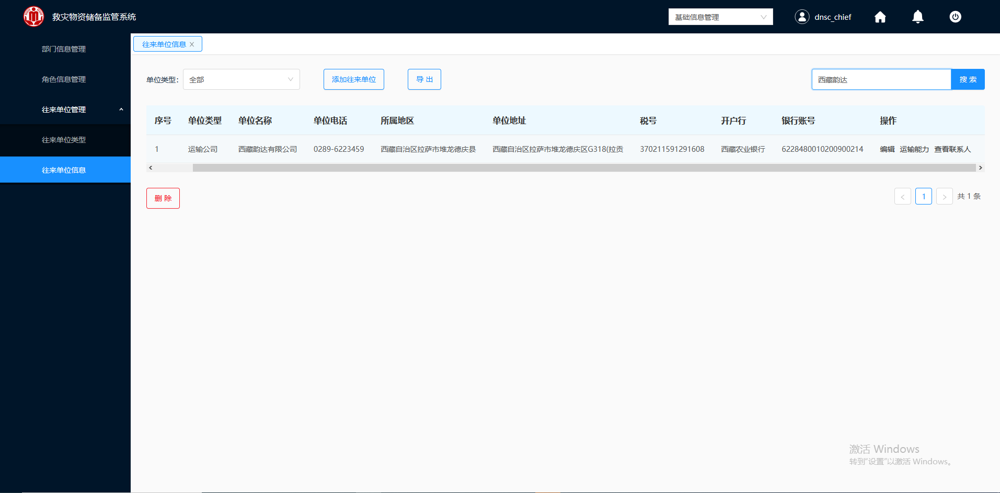 救灾物资储备监管系统
基础信息管理
dnsc_chief
部门信息管理
角色信息管理
往来单位管理
往来单位类型
往来单位信息
往来单位信息
单位类型: 全部 添加往来单位 导 出 西藏韵达 搜 索
序号 单位类型 单位名称 单位电话 所属地区 单位地址 税号 开户行 银行账号 操作
1 运输公司 西藏韵达有限公司 0289-6223459 西藏自治区拉萨市堆龙德庆县 西藏自治区拉萨市堆龙德庆区G318(拉贡 370211591291608 西藏农业银行 6228480010200900214 编辑 运输能力 查看联系人
删 除
< 1 > 共 1 条
激活 Windows
转到"设置"以激活 Windows。